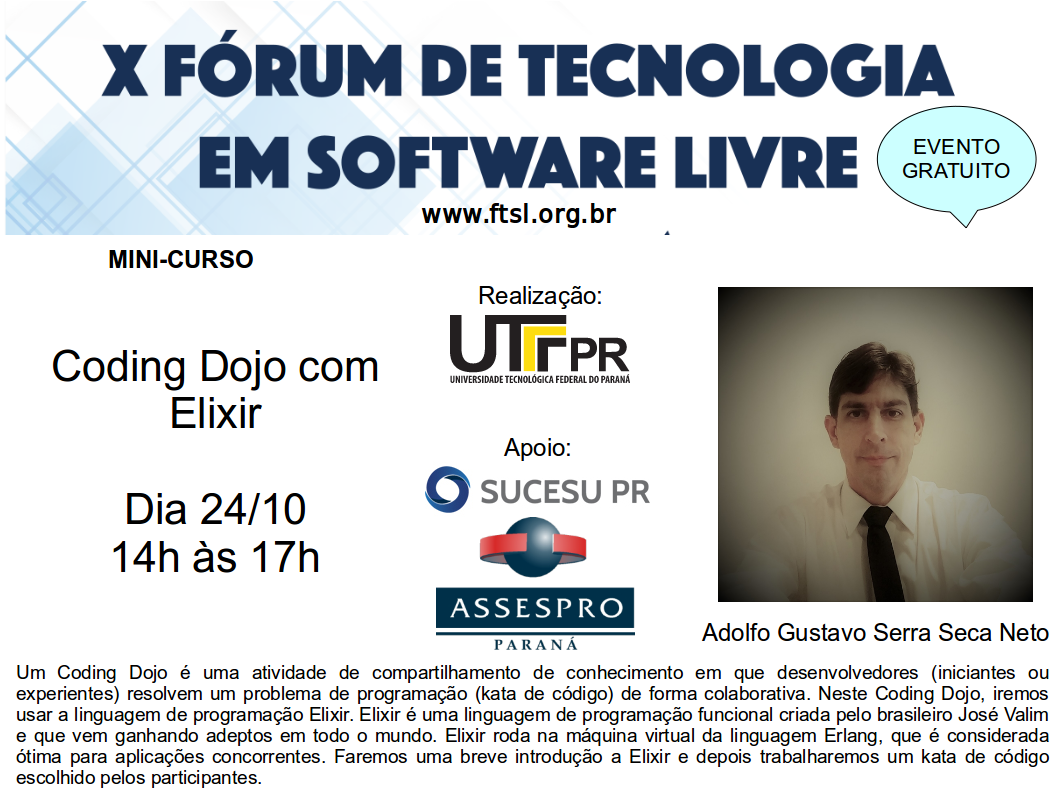 X FÓRUM DE TECNOLOGIA
EM SOFTWARE LIVRE
EVENTO
GRATUITO
www.ftsl.org.br
MINI-CURSO
Coding Dojo com
Elixir
Dia 24/10
14h às 17h
Realização:
UTFPR
UNIVERSIDADE TECNOLÓGICA FEDERAL DO PARANÁ
Apoio:
SUCESU PR
ASSESPRO
PARANÁ
Adolfo Gustavo Serra Seca Neto
Um Coding Dojo é uma atividade de compartilhamento de conhecimento em que desenvolvedores (iniciantes ou
experientes) resolvem um problema de programação (kata de código) de forma colaborativa. Neste Coding Dojo, iremos
usar a linguagem de programação Elixir. Elixir é uma linguagem de programação funcional criada pelo brasileiro José Valim
e que vem ganhando adeptos em todo o mundo. Elixir roda na máquina virtual da linguagem Erlang, que é considerada
ótima para aplicações concorrentes. Faremos uma breve introdução a Elixir e depois trabalharemos um kata de código
escolhido pelos participantes.